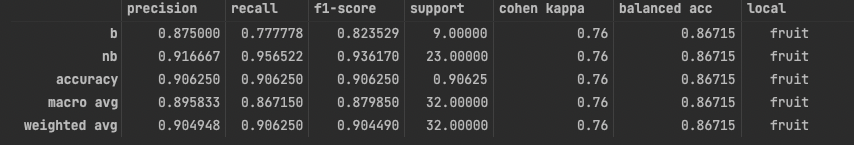 precision recall f1-score support cohen kappa balanced acc local
b 0.875000 0.777778 0.823529 9.00000 0.76 0.86715 fruit
nb 0.916667 0.956522 0.936170 23.00000 0.76 0.86715 fruit
accuracy 0.906250 0.906250 0.906250 0.90625 0.76 0.86715 fruit
macro avg 0.895833 0.867150 0.879850 32.00000 0.76 0.86715 fruit
weighted avg 0.904948 0.906250 0.904490 32.00000 0.76 0.86715 fruit